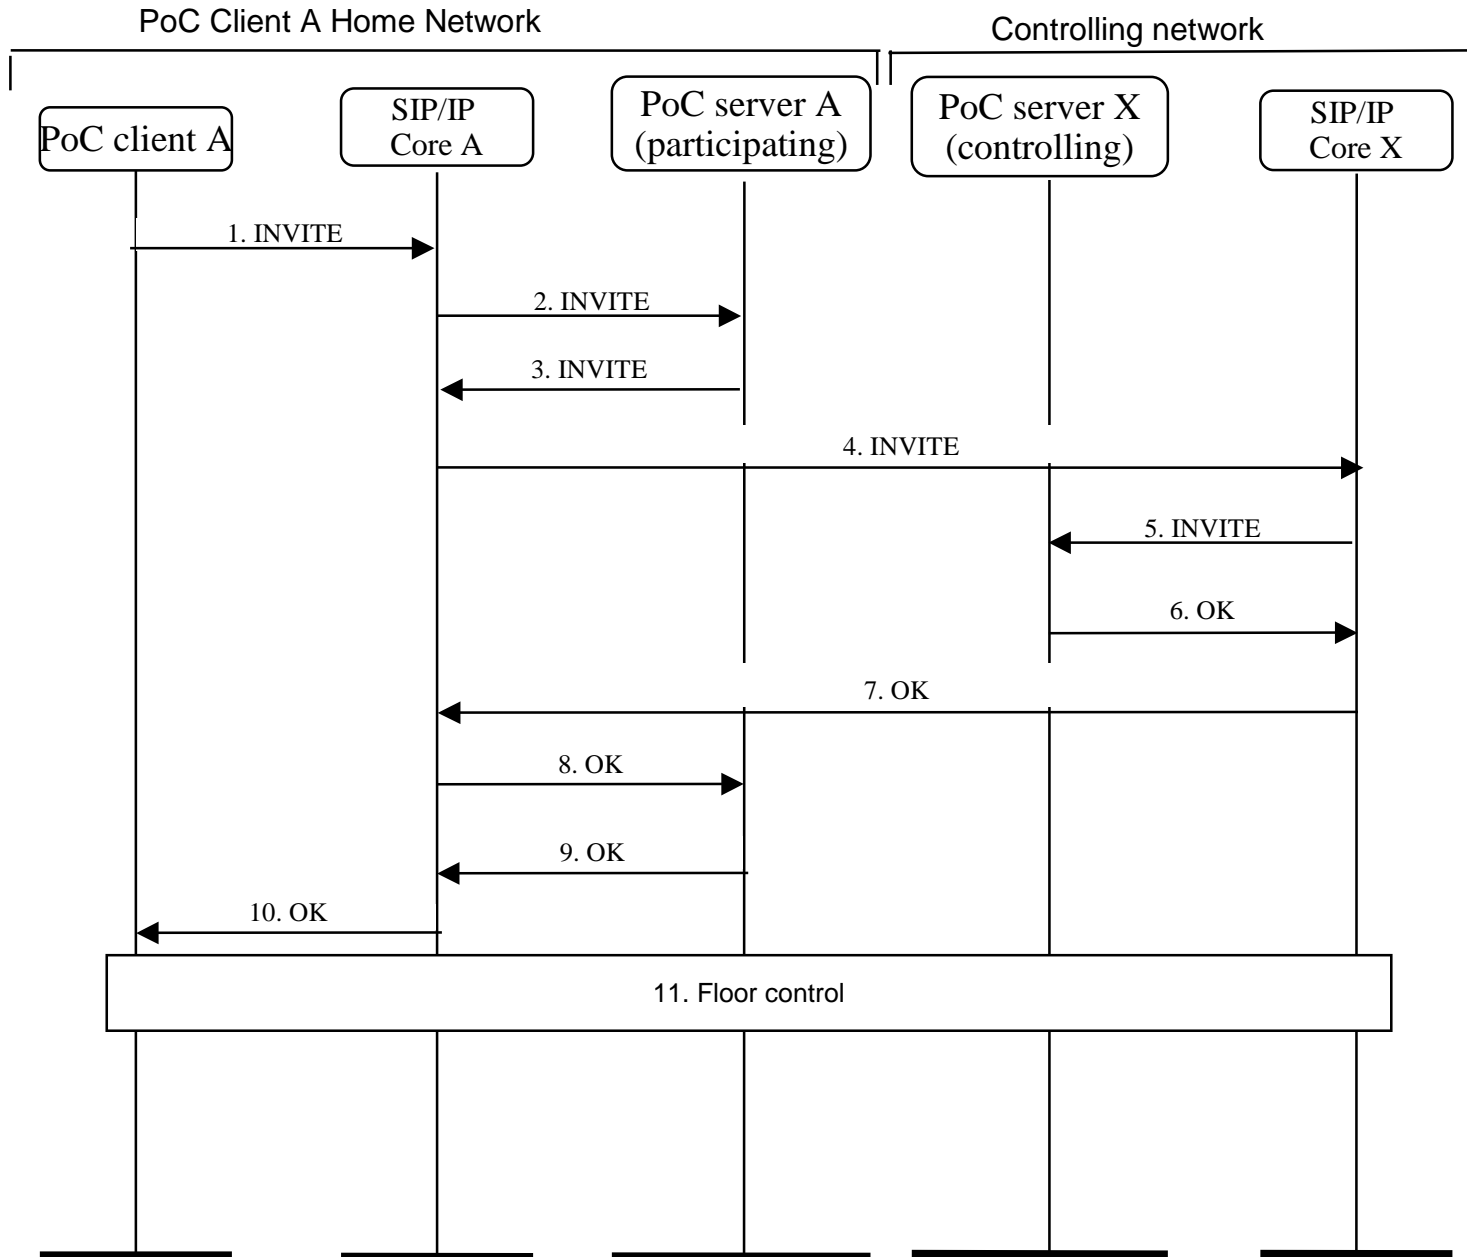 PoC Client A Home Network
Controlling network
PoC client A
SIP/IP
Core A
PoC server A
(participating)
PoC server X
(controlling)
SIP/IP
Core X
1. INVITE
2. INVITE
3. INVITE
4. INVITE
5. INVITE
6. OK
7. OK
8. OK
9. OK
10. OK
11. Floor control